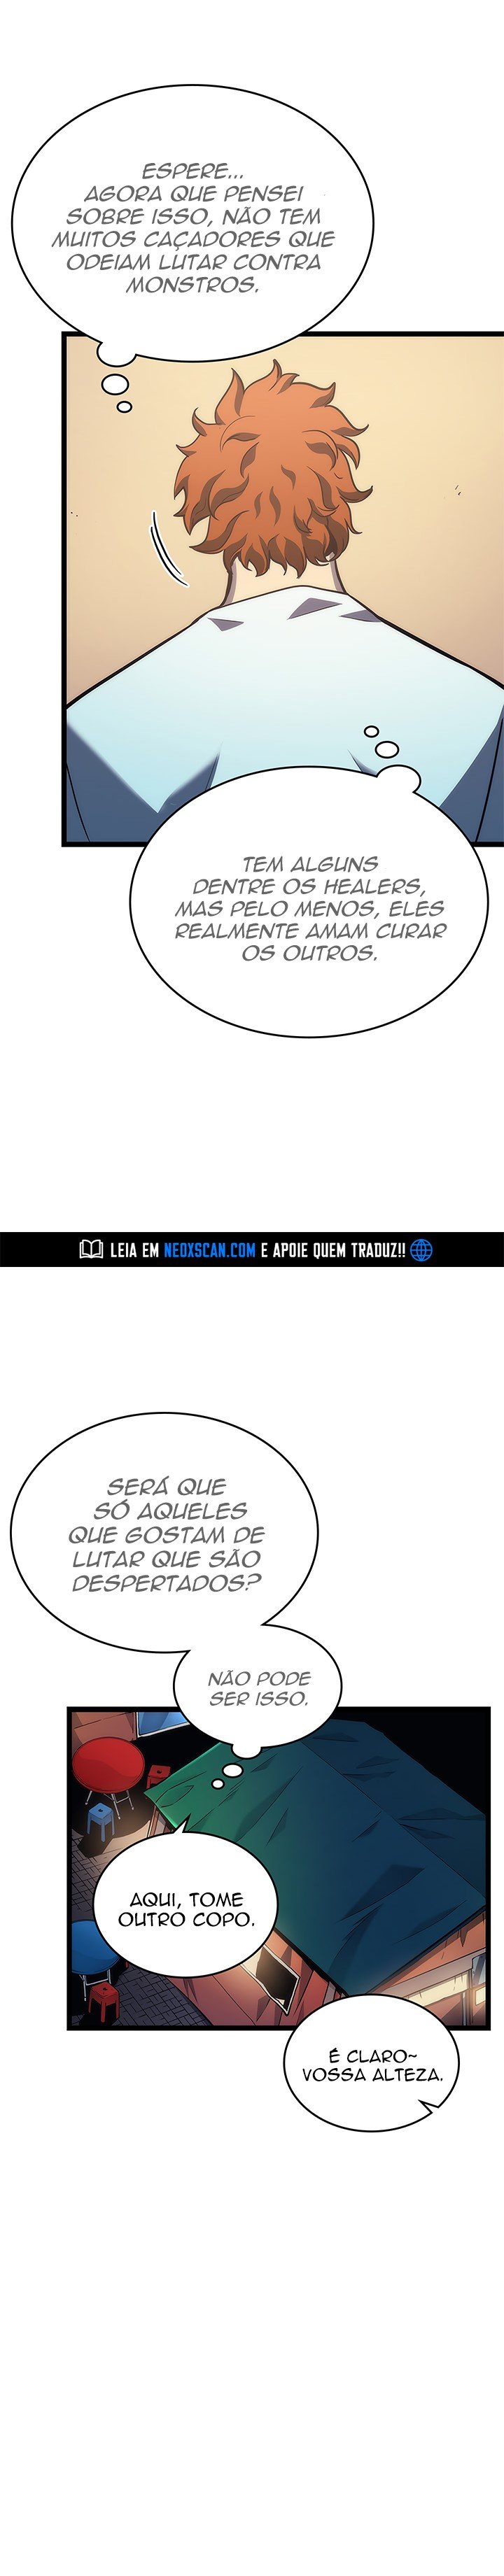 ESPERE...
AGORA QUE PENSEI
SOBRE ISSO, NÃO TEM
MUITOS CAÇADORES QUE
ODEIAM LUTAR CONTRA
MONSTROS.
TEM ALGUNS
DENTRE OS HEALERS,
MAS PELO MENOS, ELES
REALMENTE AMAM CURAR
OS OUTROS.
LEIA EM NEOXSCAN.COM E APOIE QUEM TRADUZ!!
SERÁ QUE
SÓ AQUELES
QUE GOSTAM DE
LUTAR QUE SÃO
DESPERTADOS?
NÃO PODE
SER ISSO.
AQUI, TOME
OUTRO COPO.
É CLARO~
VOSSA ALTEZA.